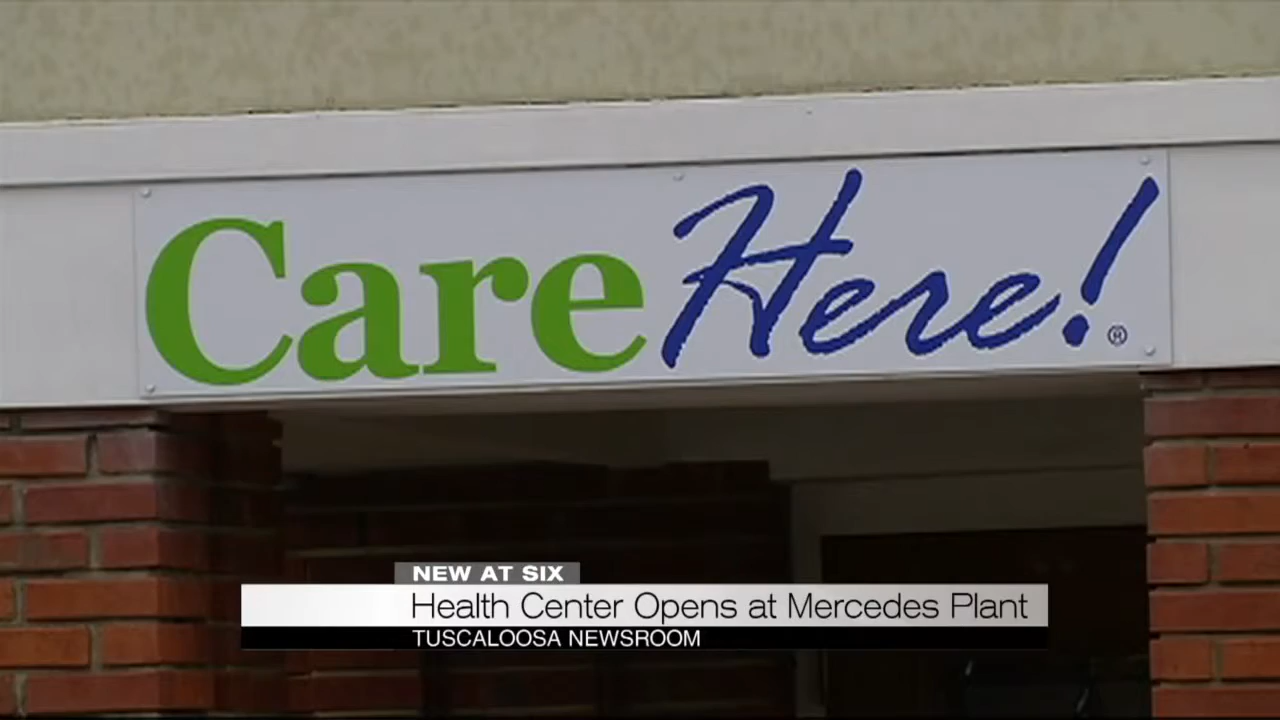 Care Here! ®
NEW AT SIX
Health Center Opens at Mercedes Plant
TUSCALOOSA NEWSROOM